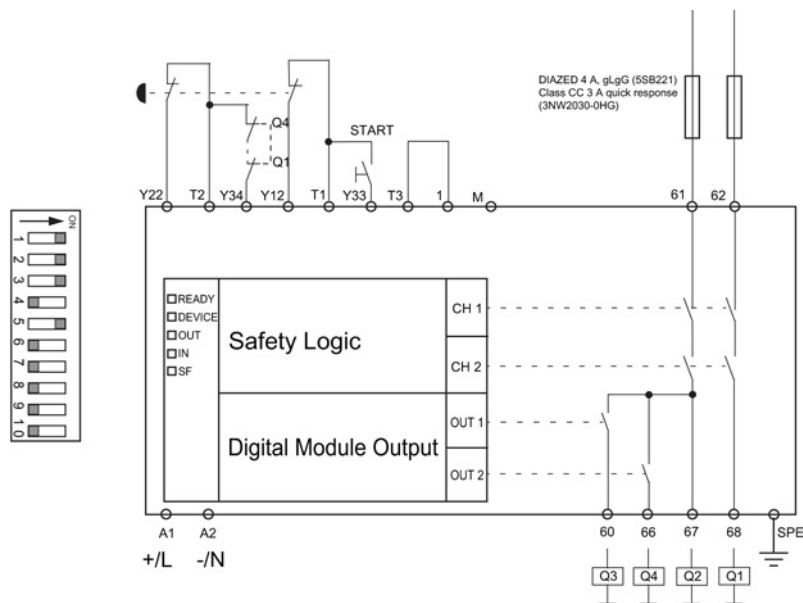 DIAZED 4 A, gLgG (5SB221)
Class CC 3 A quick response
(3NW2030-0HG)
Q4
START
Q1
Y22 T2 Y34 Y12 T1 Y33 T3 1 M 61 62
ON
1
2
3
4
5
6
7
8
9
10
READY
DEVICE
OUT
IN
SF
Safety Logic
CH 1
CH 2
Digital Module Output
OUT 1
OUT 2
A1 A2 60 66 67 68 SPE
+/L -/N
Q3 Q4 Q2 Q1